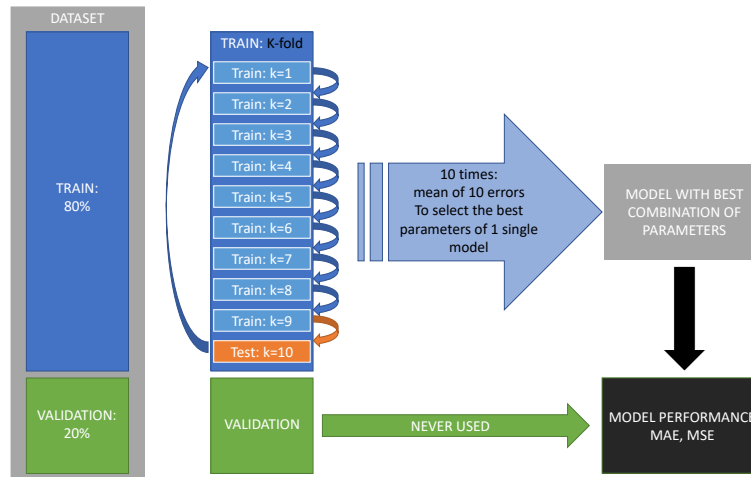 DATASET
TRAIN:
80%
VALIDATION:
20%
TRAIN: K-fold
Train: k=1
Train: k=2
Train: k=3
Train: k=4
Train: k=5
Train: k=6
Train: k=7
Train: k=8
Train: k=9
Test: k=10
VALIDATION
10 times:
mean of 10 errors
To select the best
parameters of 1 single
model
NEVER USED
MODEL WITH BEST
COMBINATION OF
PARAMETERS
MODEL PERFORMANCE
MAE, MSE